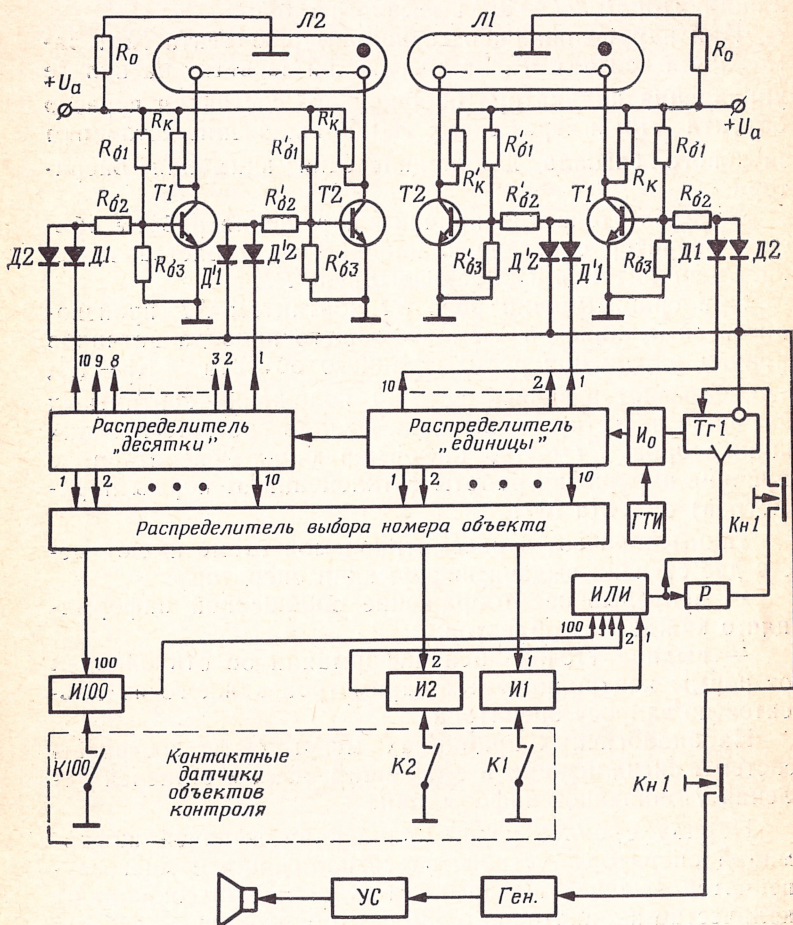 Л2 Л1
R₀ R₀
+Uₐ +Uₐ
Rб1 Rк R'б1 R'к R'к R'б1 Rк Rб1
Rб2 T1 R'б2 T2 T2 R'б2 T1 Rб2
Д2 Д1 Rб3 Д'1 Д'2 R'б3 R'б3 Д'2 Д'1 Rб3 Д1 Д2
10 9 8 3 2 1 10 2 1
Распределитель
„десятки"
Распределитель
„единицы"
И₀
Тг1
1 2 10 1 2 10
ГТИ
Кн1
Распределитель выбора номера объекта
ИЛИ
Р
100 2 1
100 2 1
И100 И2 И1
К100 К2 К1
Контактные
датчики
объектов
контроля
Кн1
УС Ген.